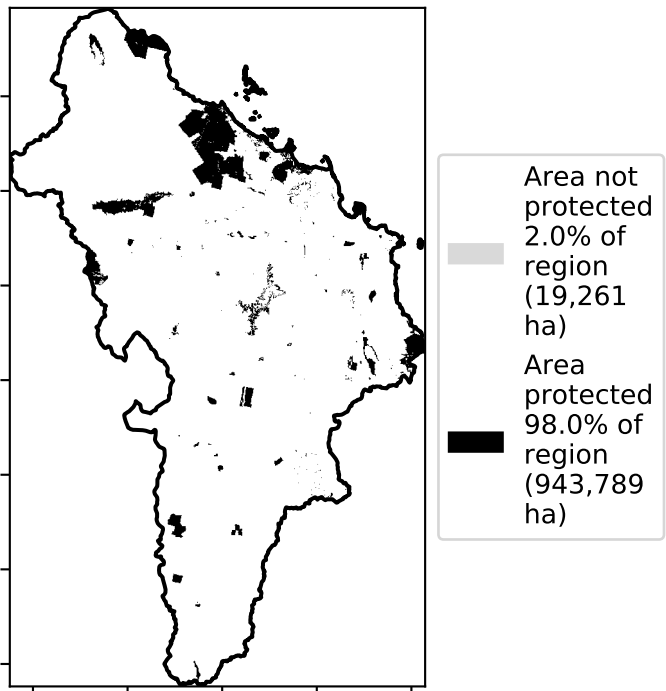 Area not
protected
2.0% of
region
(19,261
ha)
Area
protected
98.0% of
region
(943,789
ha)